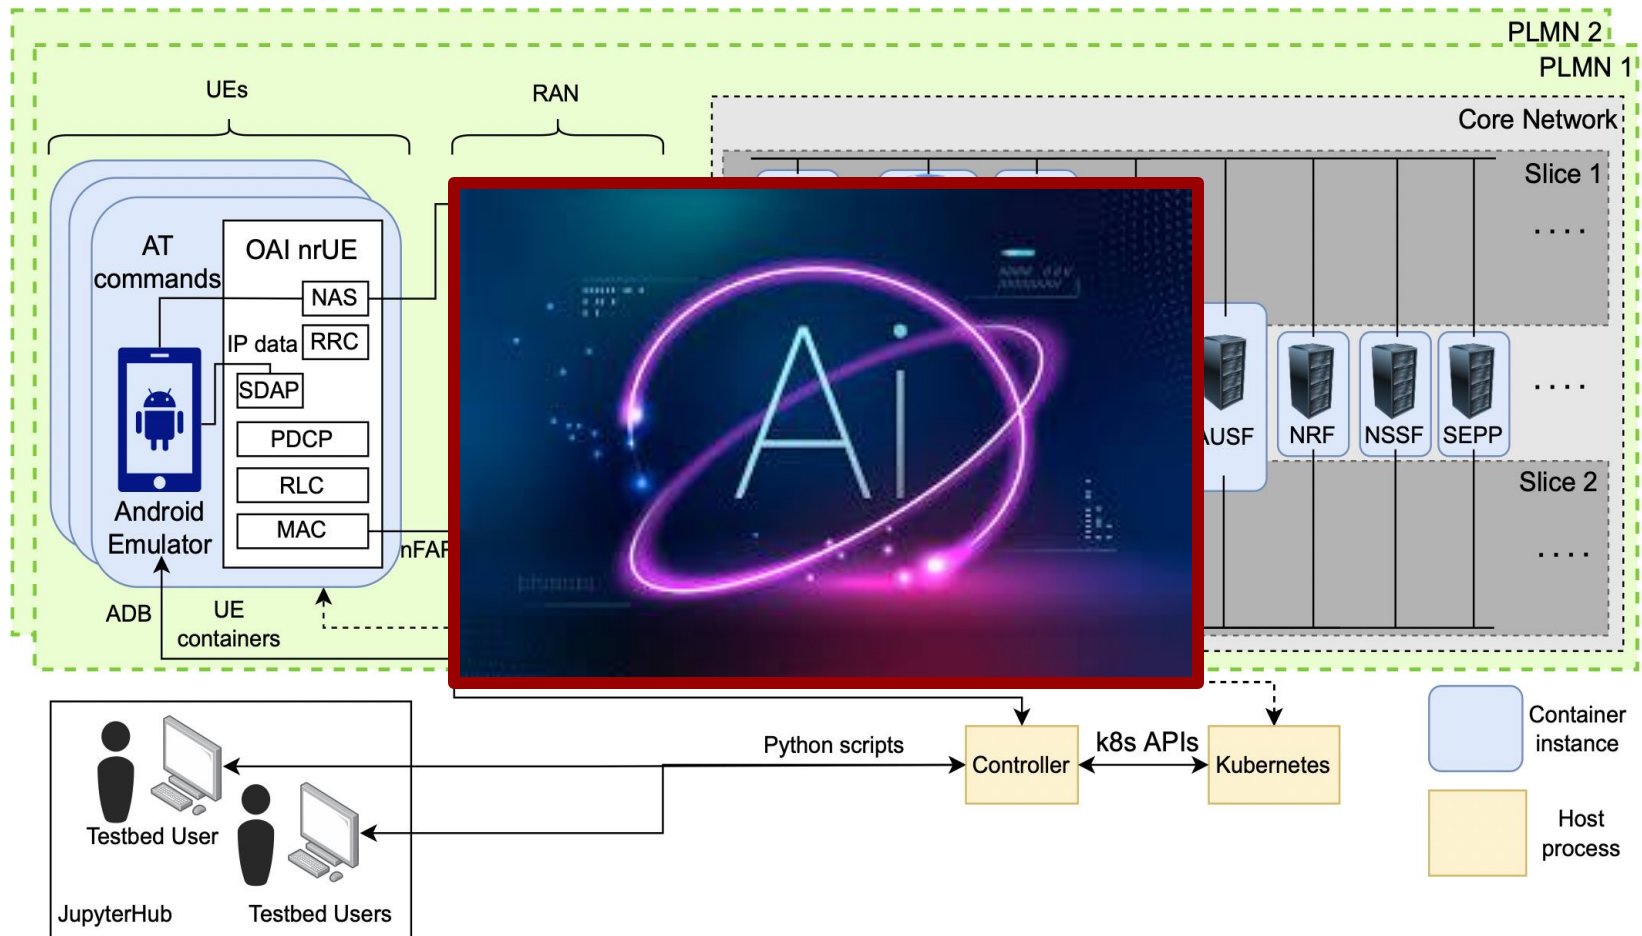 PLMN 2
PLMN 1
UEs
RAN
Core Network
Slice 1
. . . .
AT
commands
OAI nrUE
NAS
RRC
IP data
SDAP
PDCP
RLC
MAC
Android
Emulator
Ai
AUSF
NRF
NSSF
SEPP
. . . .
Slice 2
. . . .
ADB
UE
containers
Python scripts
Controller
k8s APIs
Kubernetes
Container
instance
Host
process
Testbed User
JupyterHub
Testbed Users